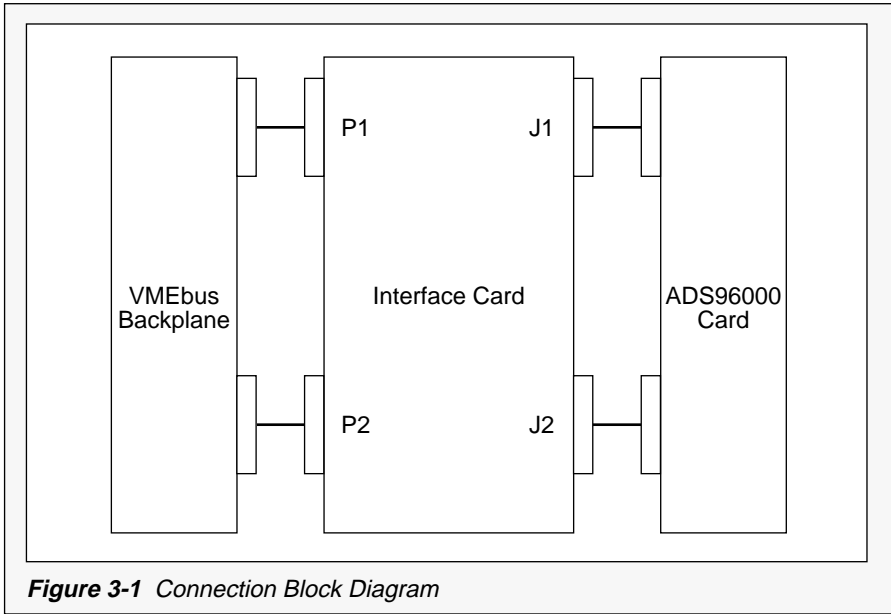 P1
J1
VMEbus
Backplane
Interface Card
ADS96000
Card
P2
J2
Figure 3-1 Connection Block Diagram